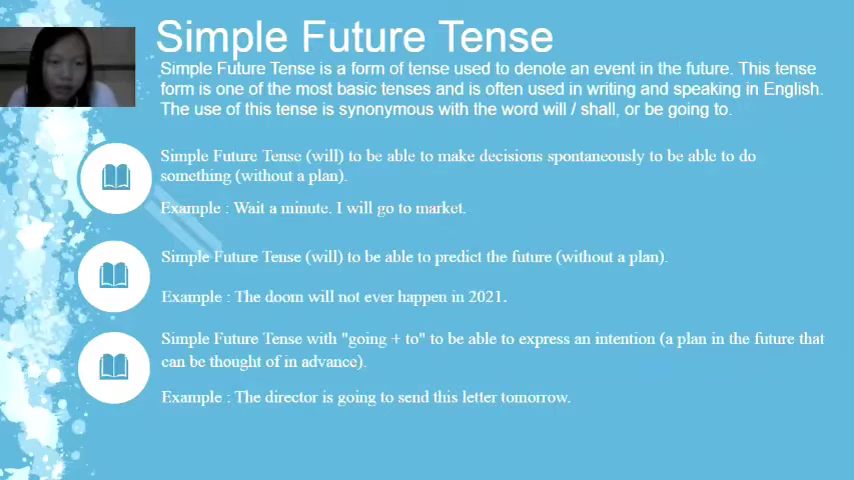 Simple Future Tense
Simple Future Tense is a form of tense used to denote an event in the future. This tense
form is one of the most basic tenses and is often used in writing and speaking in English.
The use of this tense is synonymous with the word will / shall, or be going to.
Simple Future Tense (will) to be able to make decisions spontaneously to be able to do
something (without a plan).
Example : Wait a minute. I will go to market.
Simple Future Tense (will) to be able to predict the future (without a plan).
Example : The doom will not ever happen in 2021.
Simple Future Tense with "going + to" to be able to express an intention (a plan in the future that
can be thought of in advance).
Example : The director is going to send this letter tomorrow.